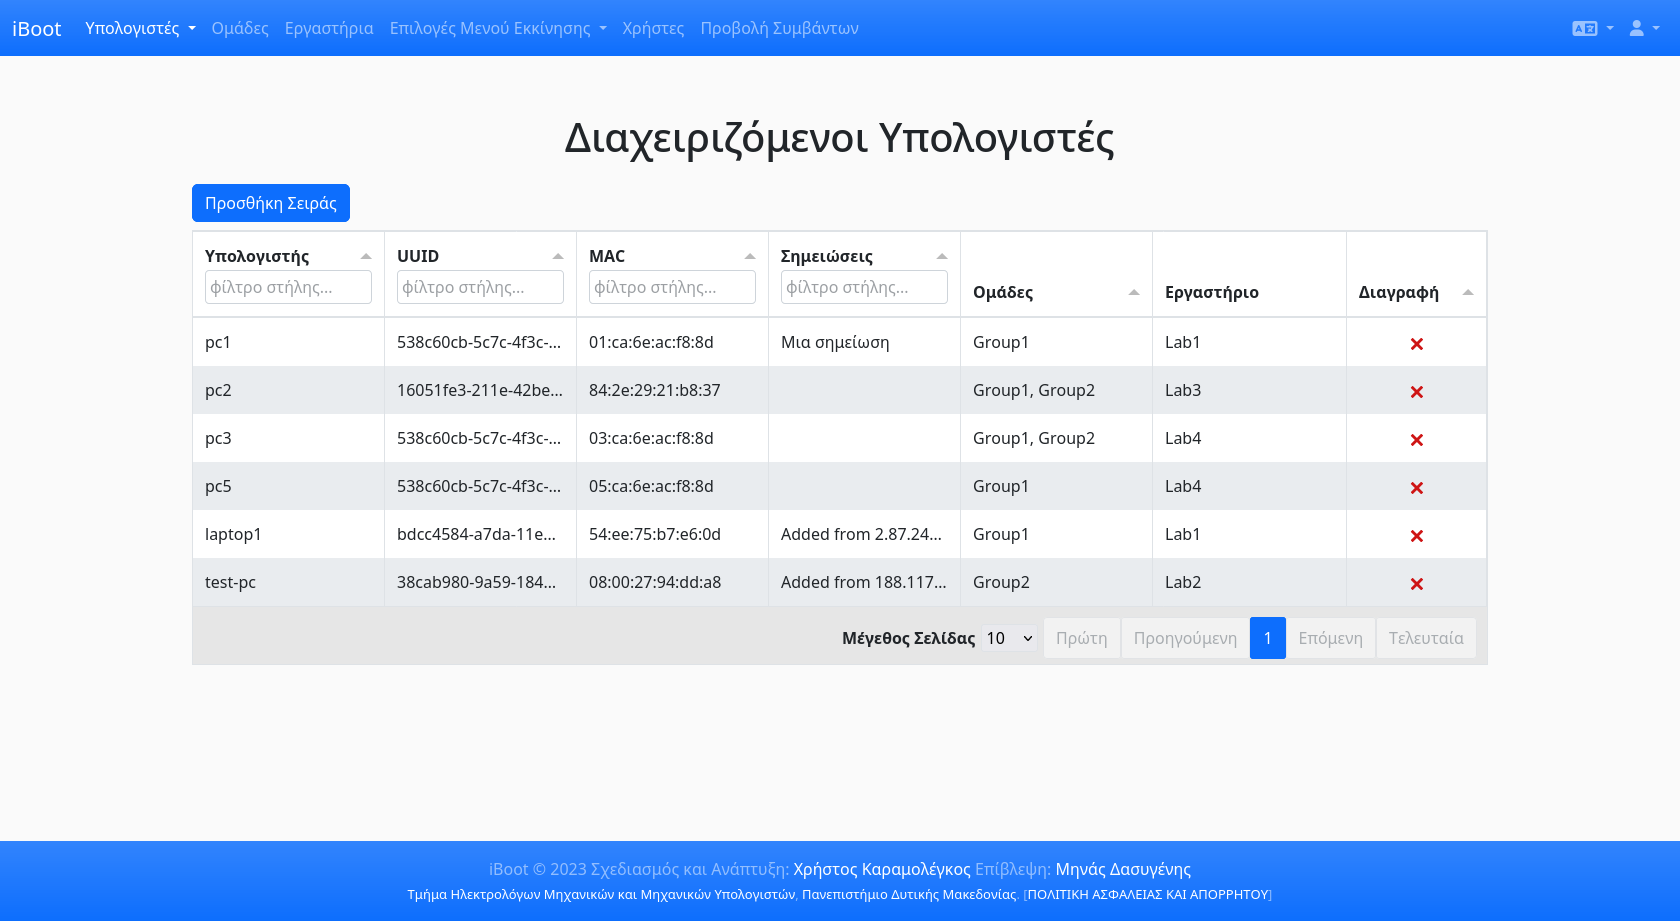 iBoot Υπολογιστές Ομάδες Εργαστήρια Επιλογές Μενού Εκκίνησης Χρήστες Προβολή Συμβάντων
Διαχειριζόμενοι Υπολογιστές
Προσθήκη Σειράς
Υπολογιστής UUID MAC Σημειώσεις
φίλτρο στήλης... φίλτρο στήλης... φίλτρο στήλης... φίλτρο στήλης... Ομάδες Εργαστήριο Διαγραφή
pc1 538c60cb-5c7c-4f3c-... 01:ca:6e:ac:f8:8d Μια σημείωση Group1 Lab1
pc2 16051fe3-211e-42be... 84:2e:29:21:b8:37 Group1, Group2 Lab3
pc3 538c60cb-5c7c-4f3c-... 03:ca:6e:ac:f8:8d Group1, Group2 Lab4
pc5 538c60cb-5c7c-4f3c-... 05:ca:6e:ac:f8:8d Group1 Lab4
laptop1 bdcc4584-a7da-11e... 54:ee:75:b7:e6:0d Added from 2.87.24... Group1 Lab1
test-pc 38cab980-9a59-184... 08:00:27:94:dd:a8 Added from 188.117... Group2 Lab2
Μέγεθος Σελίδας 10 Πρώτη Προηγούμενη 1 Επόμενη Τελευταία
iBoot © 2023 Σχεδιασμός και Ανάπτυξη: Χρήστος Καραμολέγκος Επίβλεψη: Μηνάς Δασυγένης
Τμήμα Ηλεκτρολόγων Μηχανικών και Μηχανικών Υπολογιστών, Πανεπιστήμιο Δυτικής Μακεδονίας. [ΠΟΛΙΤΙΚΗ ΑΣΦΑΛΕΙΑΣ ΚΑΙ ΑΠΟΡΡΗΤΟΥ]